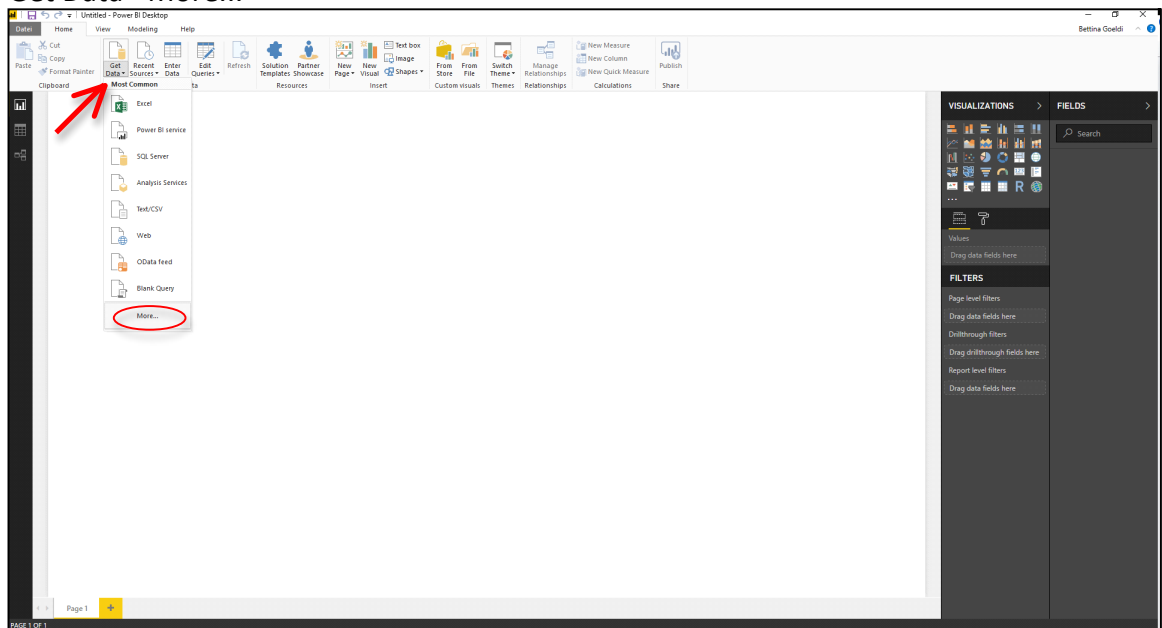 Untitled - Power BI Desktop
Datei Home View Modeling Help Bettina Goeldi
Paste
Cut
Copy
Format Painter
Clipboard
Get Data
Recent Sources
Enter Data
Edit Queries
Refresh
Solution Templates
Partner Showcase
Resources
New Page
New Visual
Text box
Image
Shapes
Insert
From Store
From File
Custom visuals
Switch Theme
Themes
Manage Relationships
Relationships
New Measure
New Column
New Quick Measure
Calculations
Publish
Share
Most Common
Excel
Power BI service
SQL Server
Analysis Services
Text/CSV
Web
OData feed
Blank Query
More...
VISUALIZATIONS
R
...
Values
Drag data fields here
FILTERS
Page level filters
Drag data fields here
Drillthrough filters
Drag drillthrough fields here
Report level filters
Drag data fields here
FIELDS
Search
Page 1
PAGE 1 OF 1